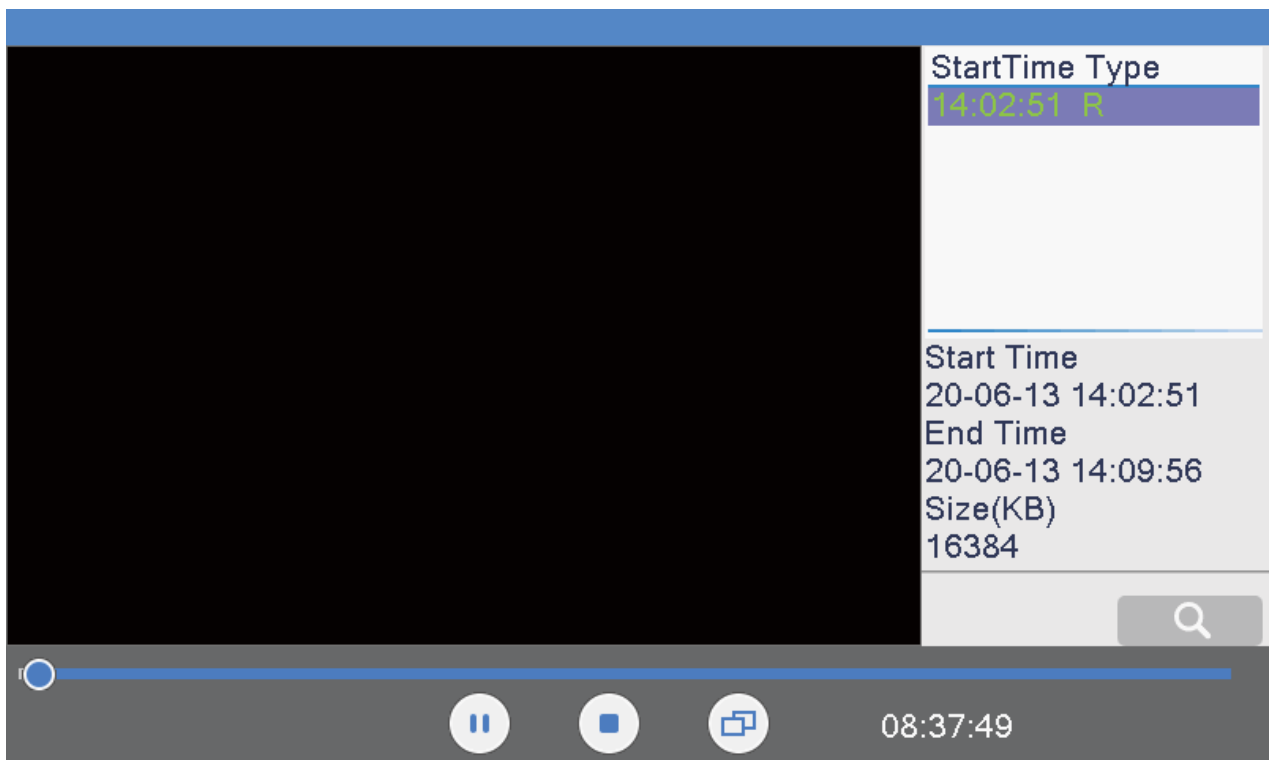 StartTime Type
14:02:51 R
Start Time
20-06-13 14:02:51
End Time
20-06-13 14:09:56
Size(KB)
16384
08:37:49